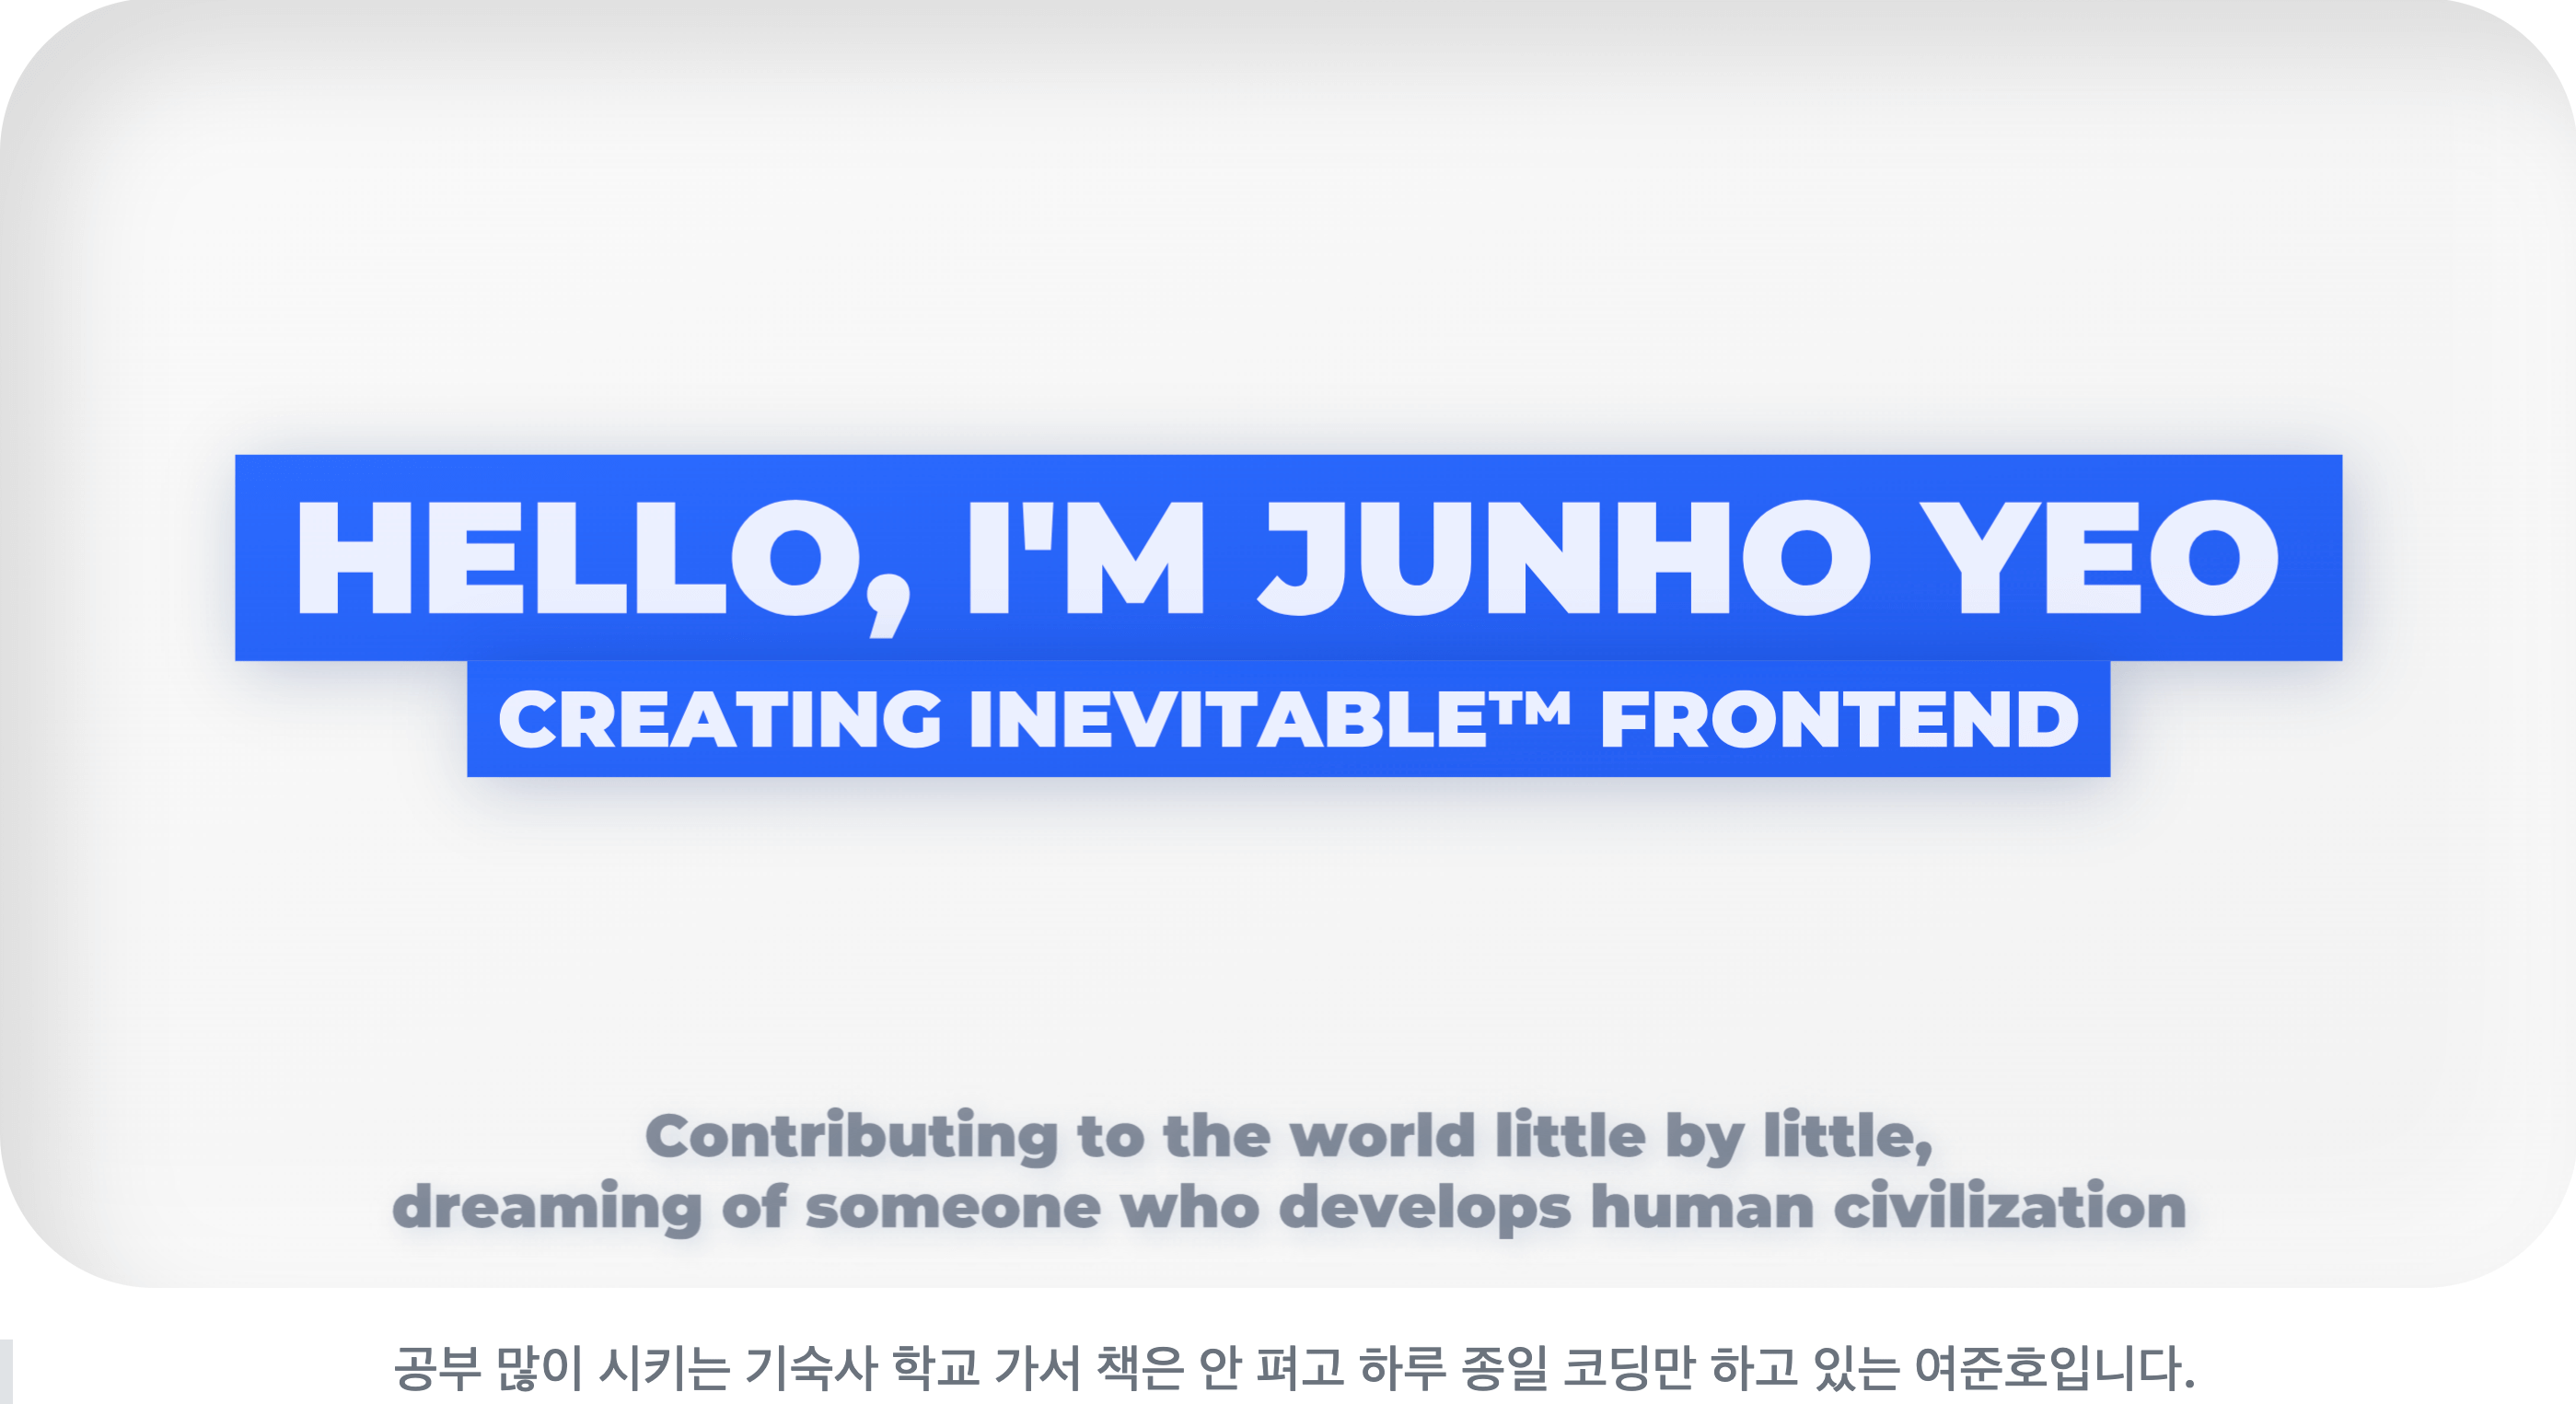 HELLO, I'M JUNHO YEO
CREATING INEVITABLE™ FRONTEND
Contributing to the world little by little,
dreaming of someone who develops human civilization
공부 많이 시키는 기숙사 학교 가서 책은 안 펴고 하루 종일 코딩만 하고 있는 여준호입니다.